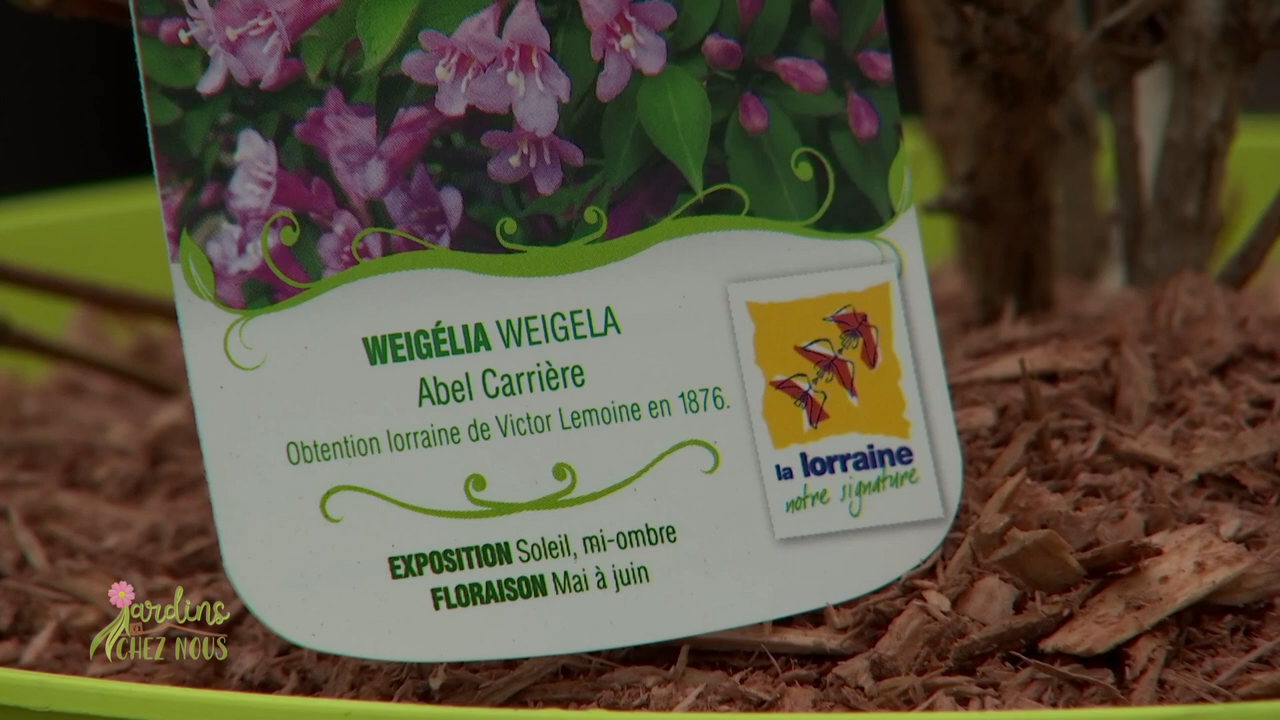 WEIGÉLIA WEIGELA
Abel Carrière
Obtention lorraine de Victor Lemoine en 1876.
la lorraine
notre signature
EXPOSITION Soleil, mi-ombre
FLORAISON Mai à juin
Jardins
CHEZ NOUS